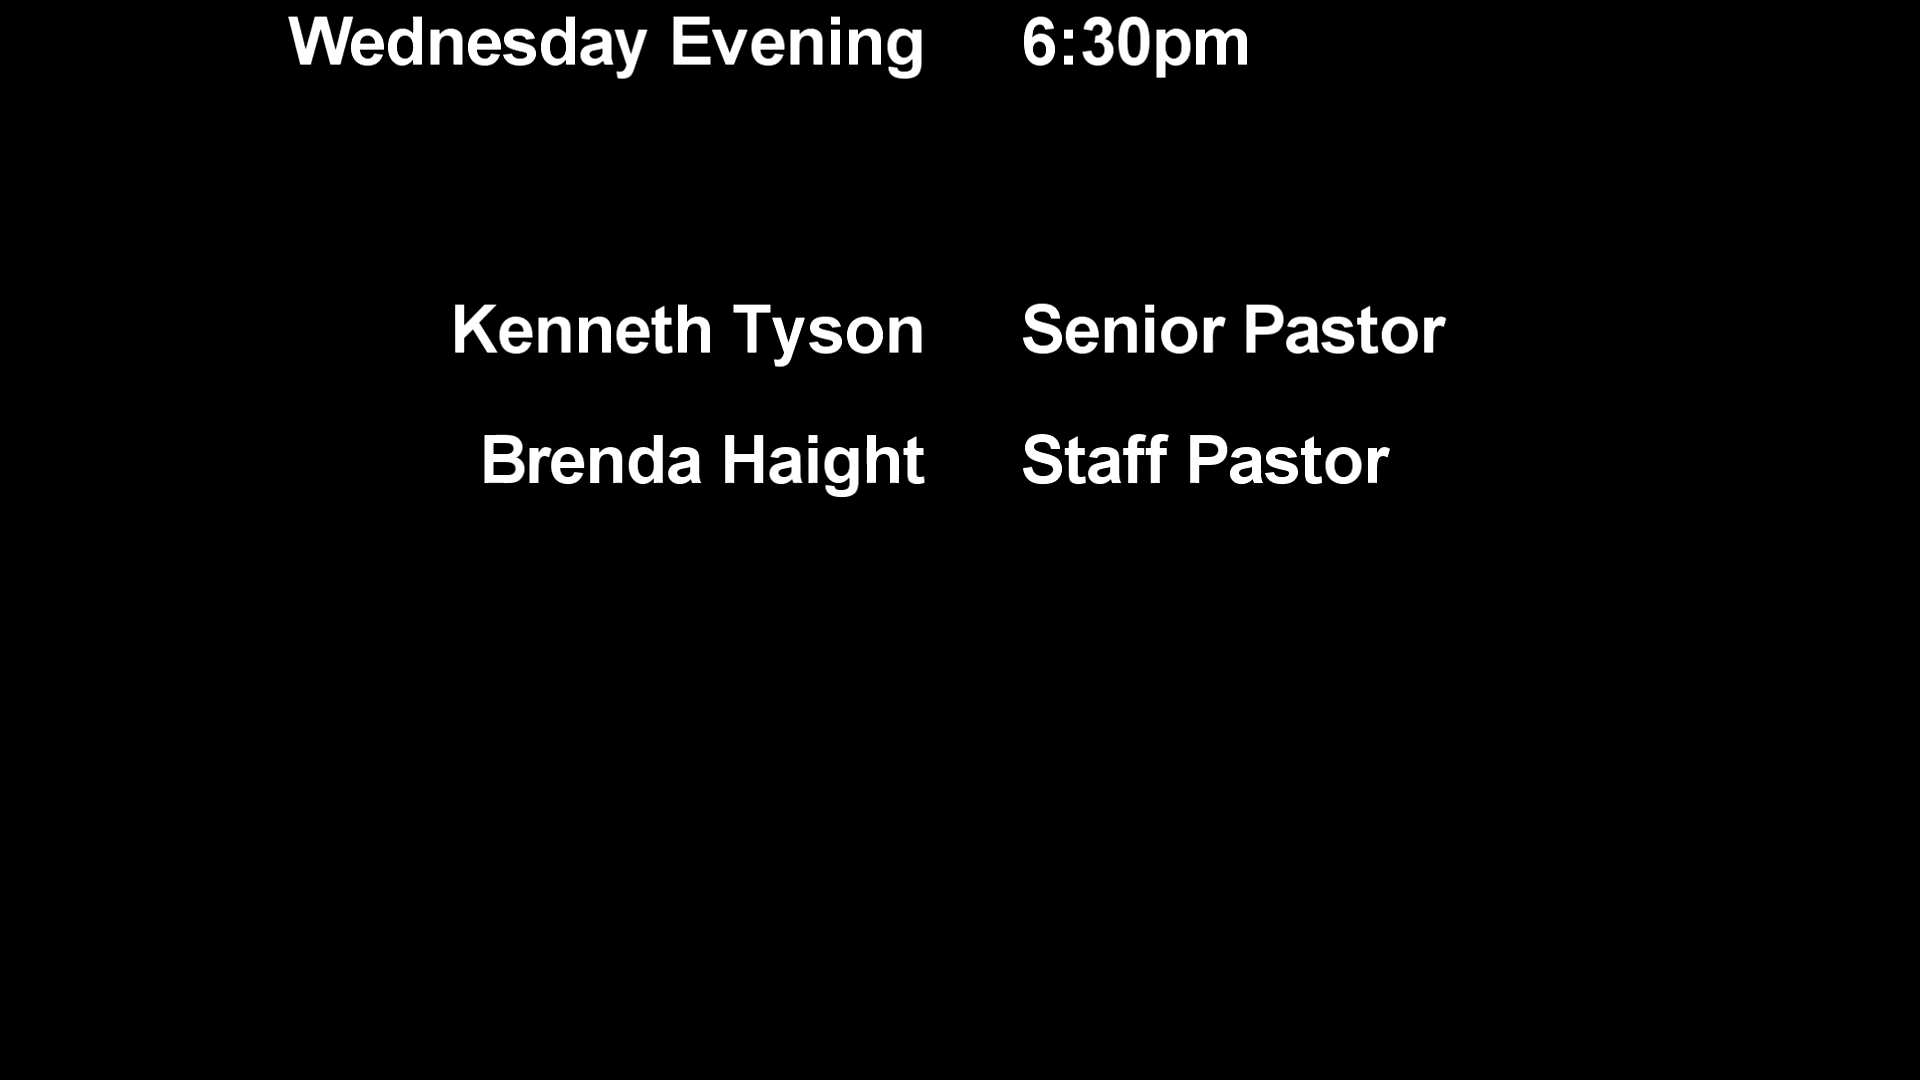 Wednesday Evening 6:30pm
Kenneth Tyson Senior Pastor
Brenda Haight Staff Pastor